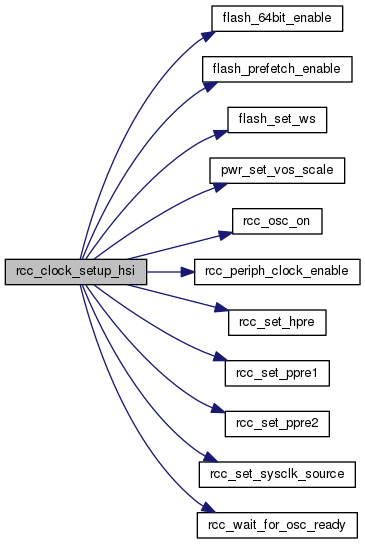 flash_64bit_enable
flash_prefetch_enable
flash_set_ws
pwr_set_vos_scale
rcc_osc_on
rcc_clock_setup_hsi
rcc_periph_clock_enable
rcc_set_hpre
rcc_set_ppre1
rcc_set_ppre2
rcc_set_sysclk_source
rcc_wait_for_osc_ready